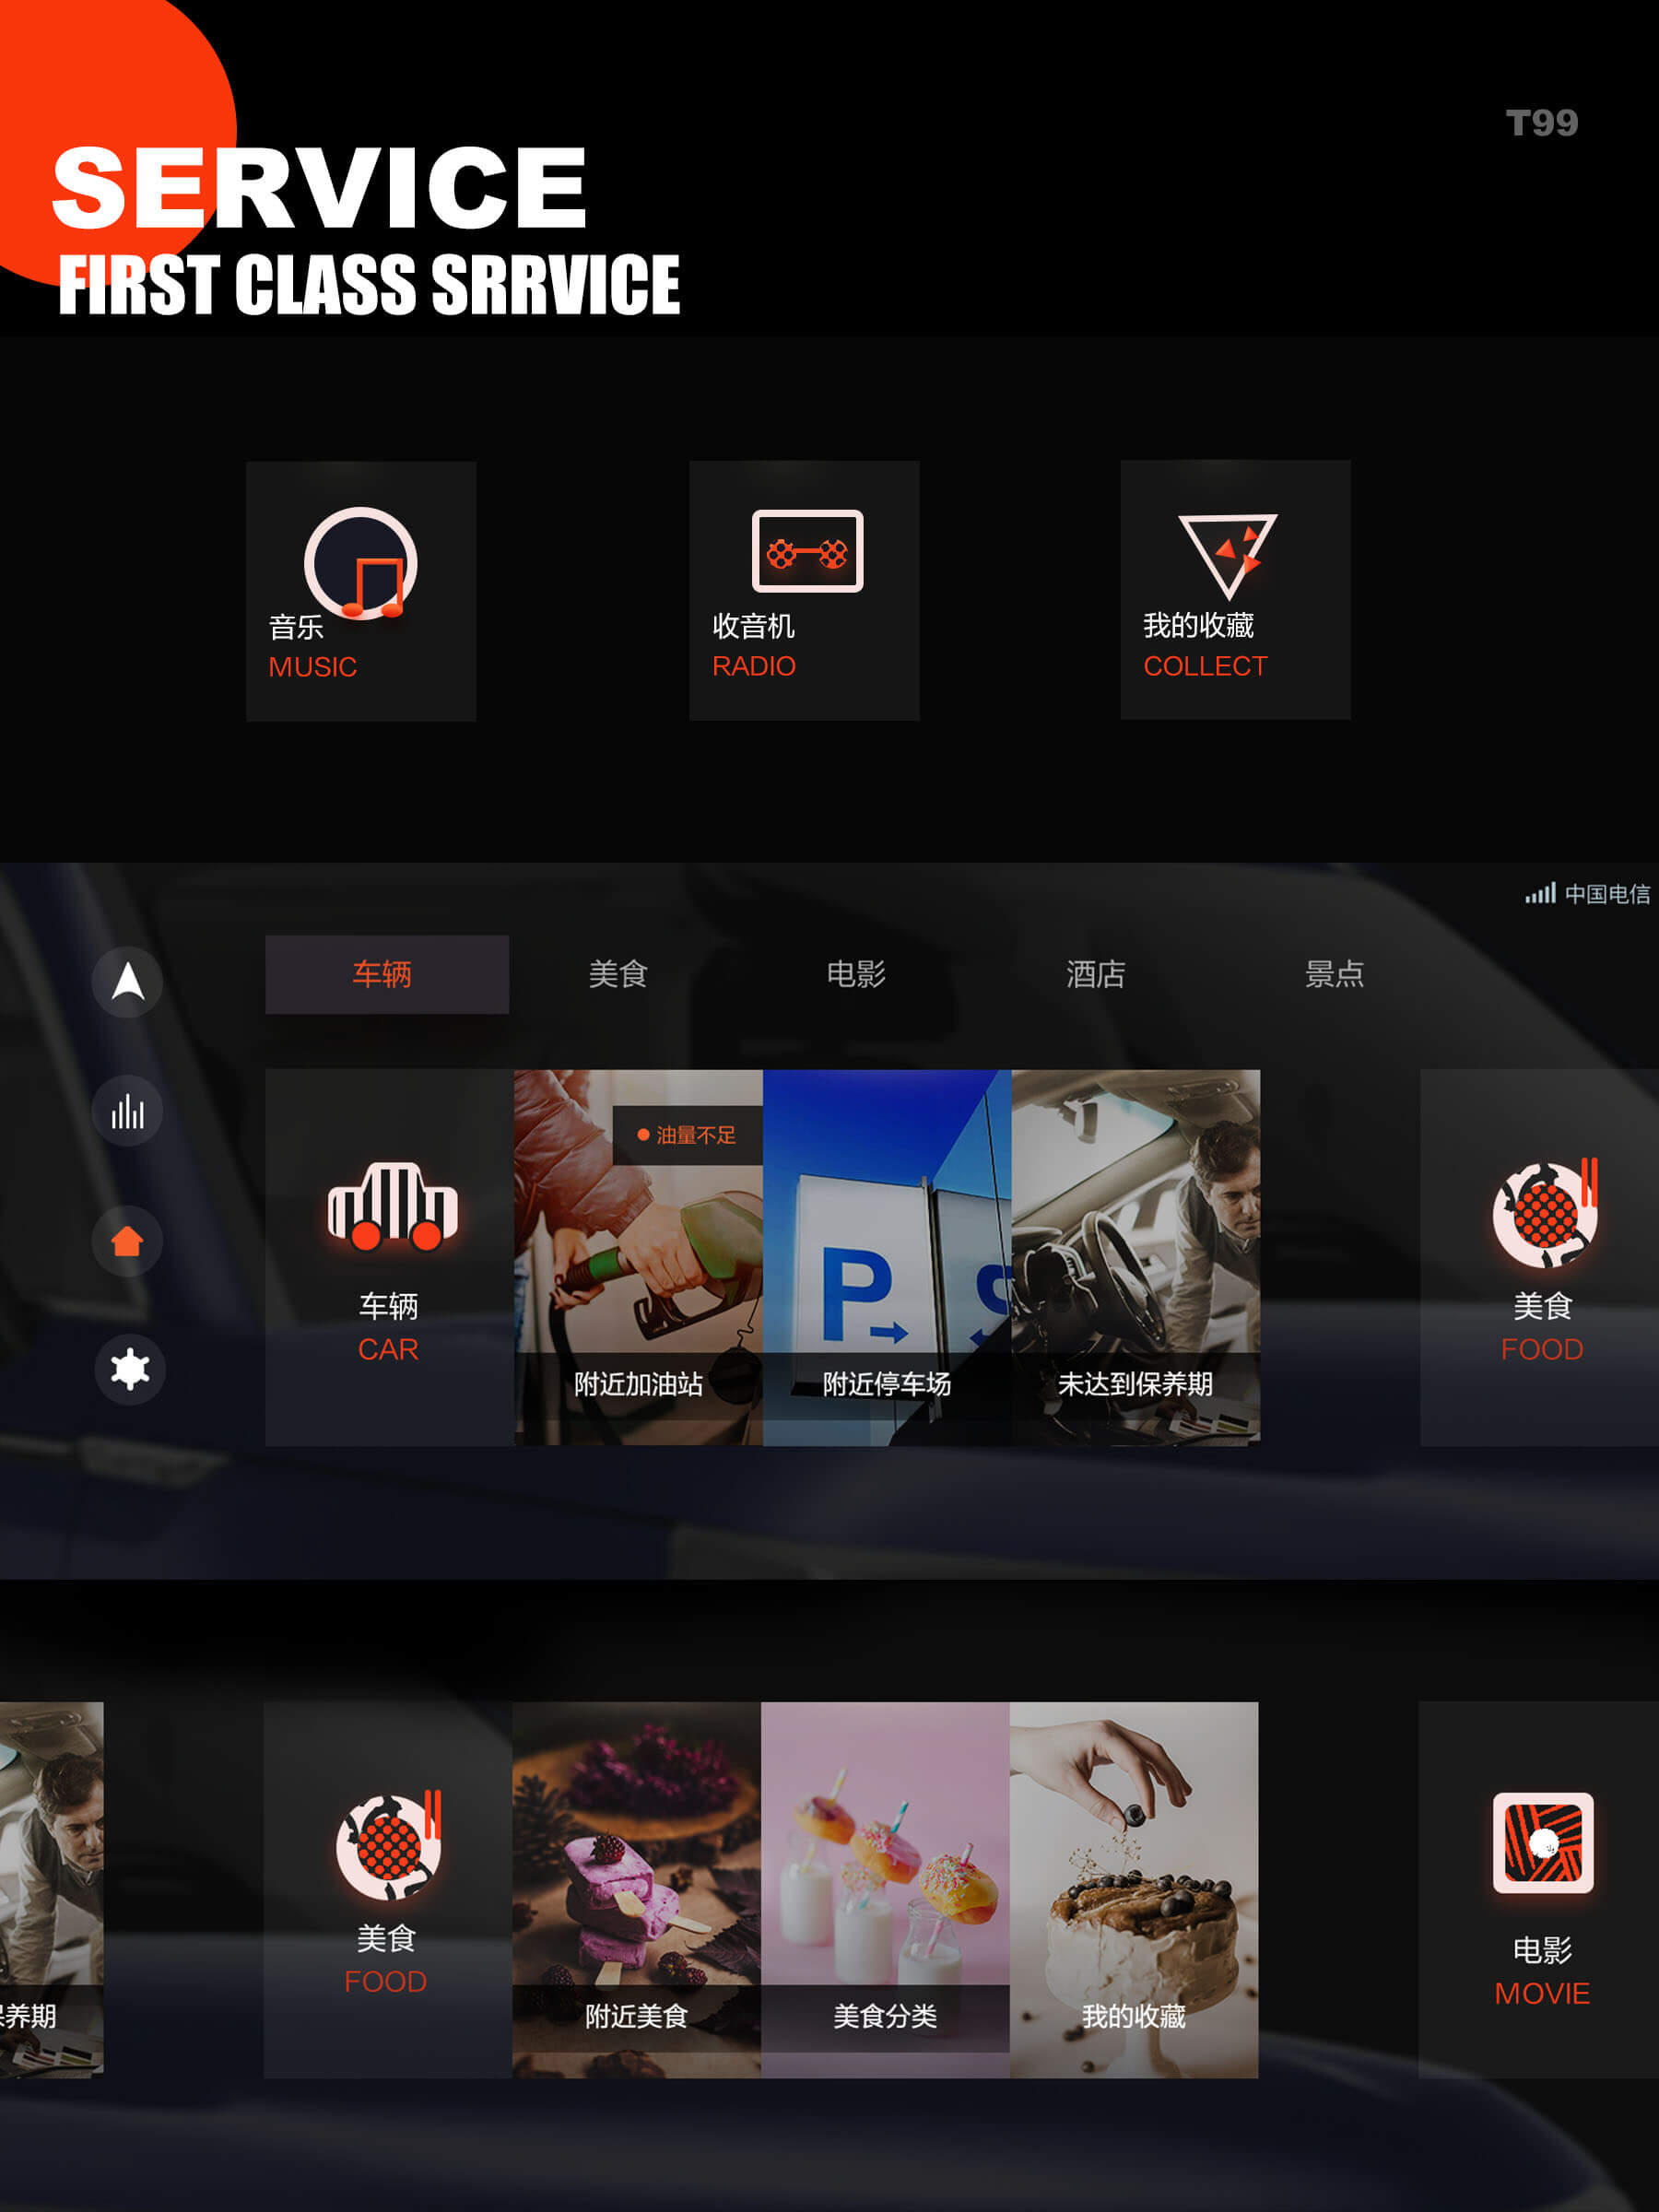 T99
SERVICE
FIRST CLASS SRRVICE
音乐
MUSIC
收音机
RADIO
我的收藏
COLLECT
中国电信
车辆
美食
电影
酒店
景点
车辆
CAR
油量不足
附近加油站
P
附近停车场
未达到保养期
美食
FOOD
养期
美食
FOOD
附近美食
美食分类
我的收藏
电影
MOVIE